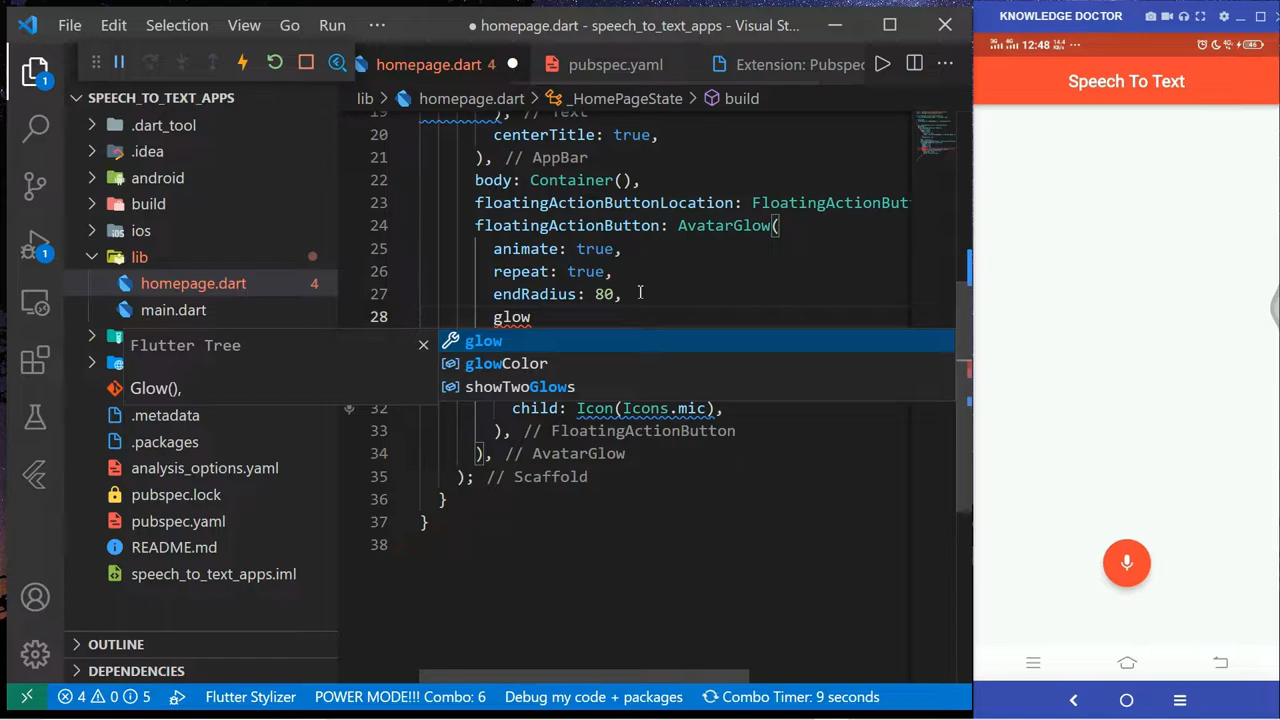 File Edit Selection View Go Run ··· ● homepage.dart - speech_to_text_apps - Visual St...
KNOWLEDGE DOCTOR
12:48
homepage.dart 4 ● pubspec.yaml Extension: Pubspec
Speech To Text
SPEECH_TO_TEXT_APPS
lib > homepage.dart > _HomePageState > build
.dart_tool
.idea
android
build
ios
lib
homepage.dart 4
main.dart
19 ), // Text
20 centerTitle: true,
21 ), // AppBar
22 body: Container(),
23 floatingActionButtonLocation: FloatingActionButt
24 floatingActionButton: AvatarGlow(
25 animate: true,
26 repeat: true,
27 endRadius: 80,
28 glow
Flutter Tree
Glow(),
glow
glowColor
showTwoGlows
32 child: Icon(Icons.mic),
33 ), // FloatingActionButton
34 ), // AvatarGlow
35 ); // Scaffold
36 }
37 }
38
.metadata
.packages
analysis_options.yaml
pubspec.lock
pubspec.yaml
README.md
speech_to_text_apps.iml
OUTLINE
DEPENDENCIES
4 0 5 Flutter Stylizer POWER MODE!!! Combo: 6 Debug my code + packages Combo Timer: 9 seconds